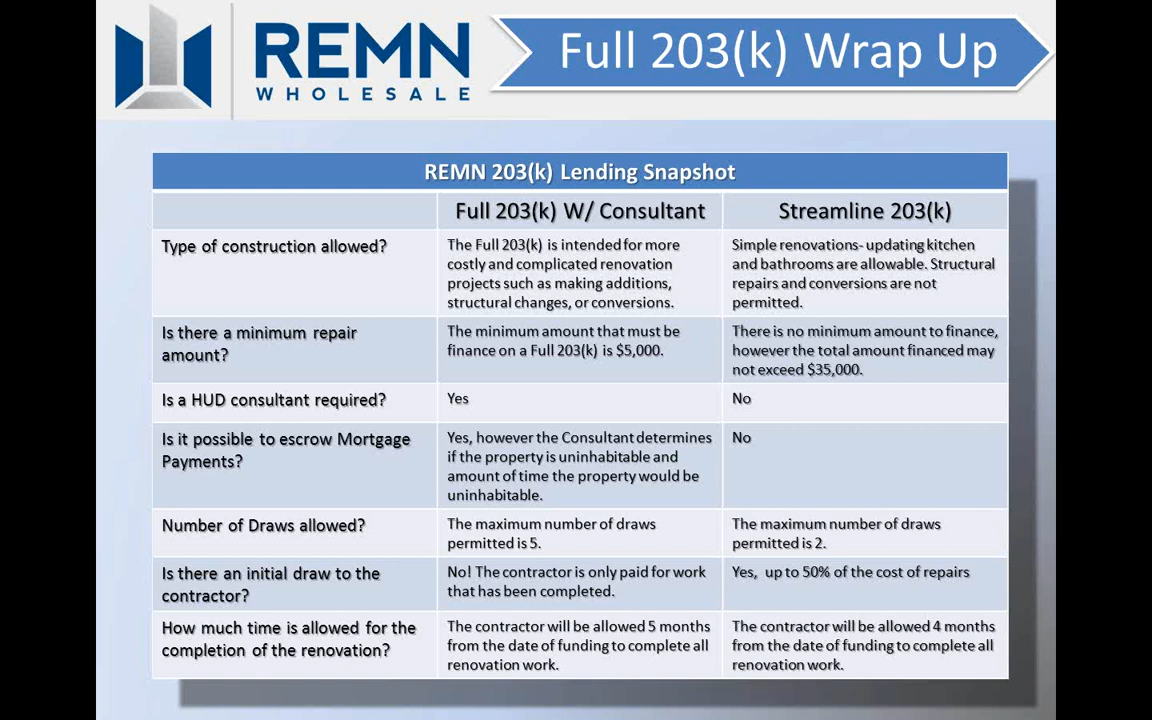 REMN
WHOLESALE
Full 203(k) Wrap Up
REMN 203(k) Lending Snapshot
Full 203(k) W/ Consultant
Streamline 203(k)
Type of construction allowed?
The Full 203(k) is intended for more
costly and complicated renovation
projects such as making additions,
structural changes, or conversions.
Simple renovations- updating kitchen
and bathrooms are allowable. Structural
repairs and conversions are not
permitted.
Is there a minimum repair
amount?
The minimum amount that must be
finance on a Full 203(k) is $5,000.
There is no minimum amount to finance,
however the total amount financed may
not exceed $35,000.
Is a HUD consultant required?
Yes
No
Is it possible to escrow Mortgage
Payments?
Yes, however the Consultant determines
if the property is uninhabitable and
amount of time the property would be
uninhabitable.
No
Number of Draws allowed?
The maximum number of draws
permitted is 5.
The maximum number of draws
permitted is 2.
Is there an initial draw to the
contractor?
No! The contractor is only paid for work
that has been completed.
Yes, up to 50% of the cost of repairs
How much time is allowed for the
completion of the renovation?
The contractor will be allowed 5 months
from the date of funding to complete all
renovation work.
The contractor will be allowed 4 months
from the date of funding to complete all
renovation work.